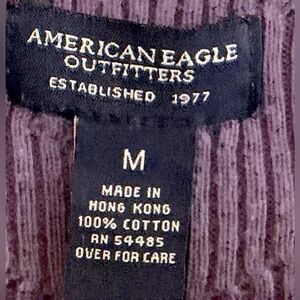 AMERICAN EAGLE
OUTFITTERS
ESTABLISHED 1977
M
MADE IN
HONG KONG
100% COTTON
RN 54485
OVER FOR CARE